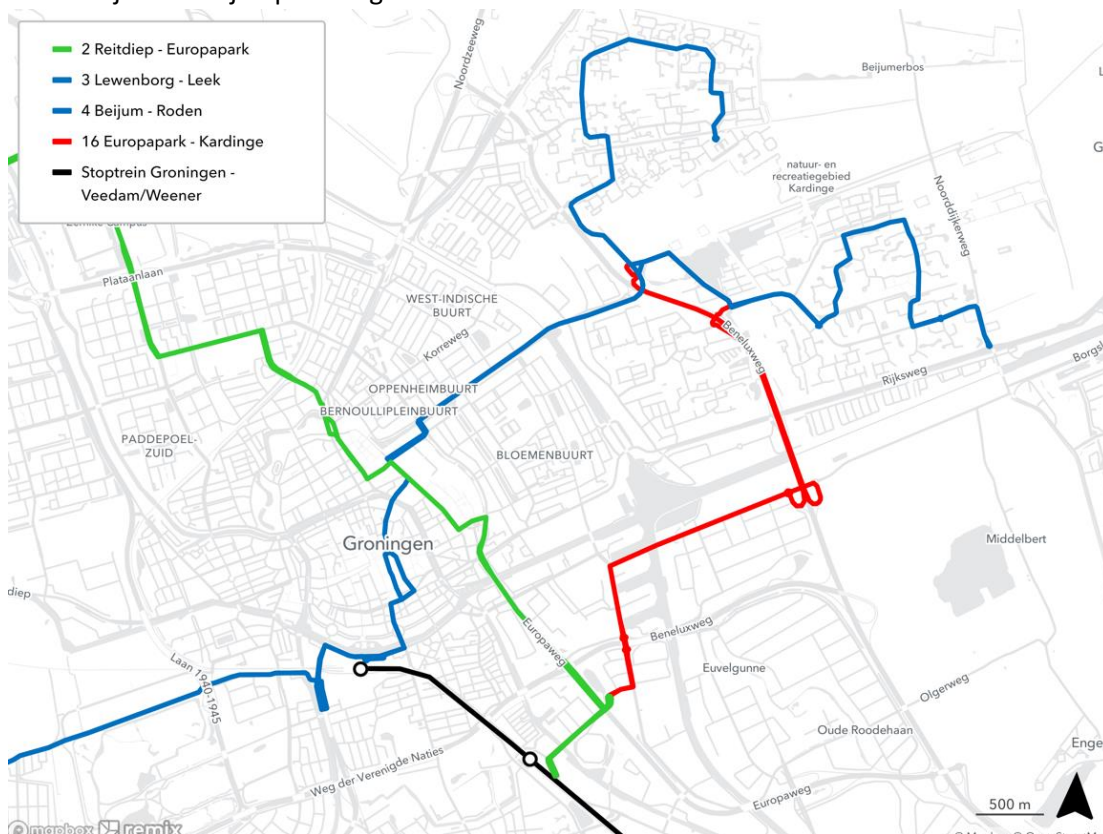 2 Reitdiep - Europapark
3 Lewenborg - Leek
4 Beijum - Roden
16 Europapark - Kardinge
Stoptrein Groningen -
Veedam/Weener
Noordzeeweg
Beijumerbos
natuur- en
recreatiegebied
Kardinge
Noorddijkerweg
Plataanlaan
WEST-INDISCHE
BUURT
Korreweg
Beneluxweg
Rijksweg
OPPENHEIMBUURT
BERNOULLIPLEINBUURT
PADDEPOEL-
ZUID
BLOEMENBUURT
Groningen
Middelbert
Europaweg
Beneluxweg
Laan 1940-1945
Euvelgunne
Olgerweg
Oude Roodehaan
Weg der Verenigde Naties
Europaweg
500 m
mapbox remix